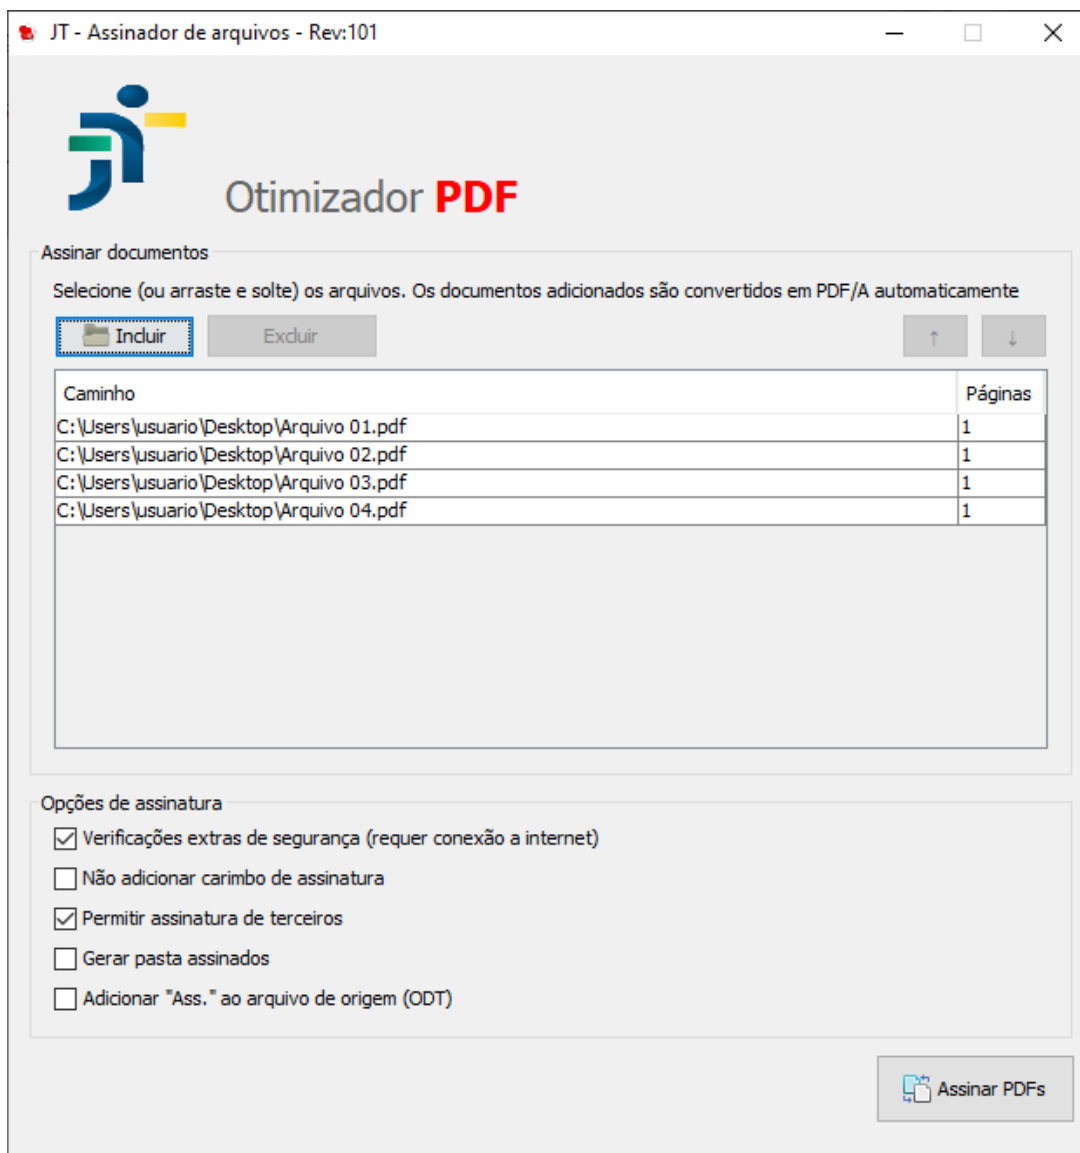 JT - Assinador de arquivos - Rev:101
Otimizador PDF
Assinar documentos
Selecione (ou arraste e solte) os arquivos. Os documentos adicionados são convertidos em PDF/A automaticamente
Incluir Excluir ↑ ↓
Caminho Páginas
C:\Users\usuario\Desktop\Arquivo 01.pdf 1
C:\Users\usuario\Desktop\Arquivo 02.pdf 1
C:\Users\usuario\Desktop\Arquivo 03.pdf 1
C:\Users\usuario\Desktop\Arquivo 04.pdf 1
Opções de assinatura
Verificações extras de segurança (requer conexão a internet)
Não adicionar carimbo de assinatura
Permitir assinatura de terceiros
Gerar pasta assinados
Adicionar "Ass." ao arquivo de origem (ODT)
Assinar PDFs